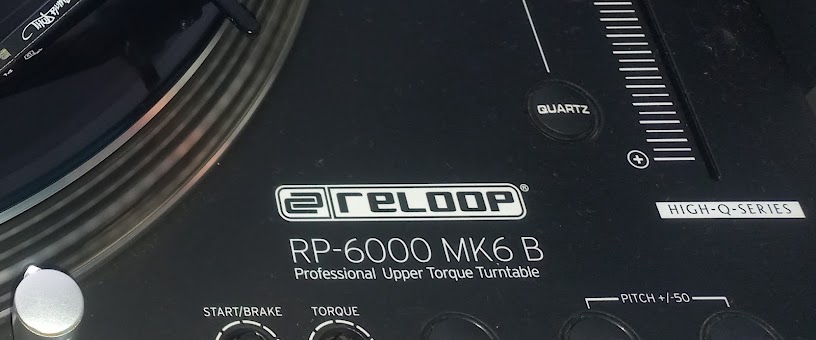 QUARTZ
+
reLOOP®
HIGH-Q-SERIES
RP-6000 MK6 B
Professional Upper Torque Turntable
START/BRAKE TORQUE PITCH +/-50